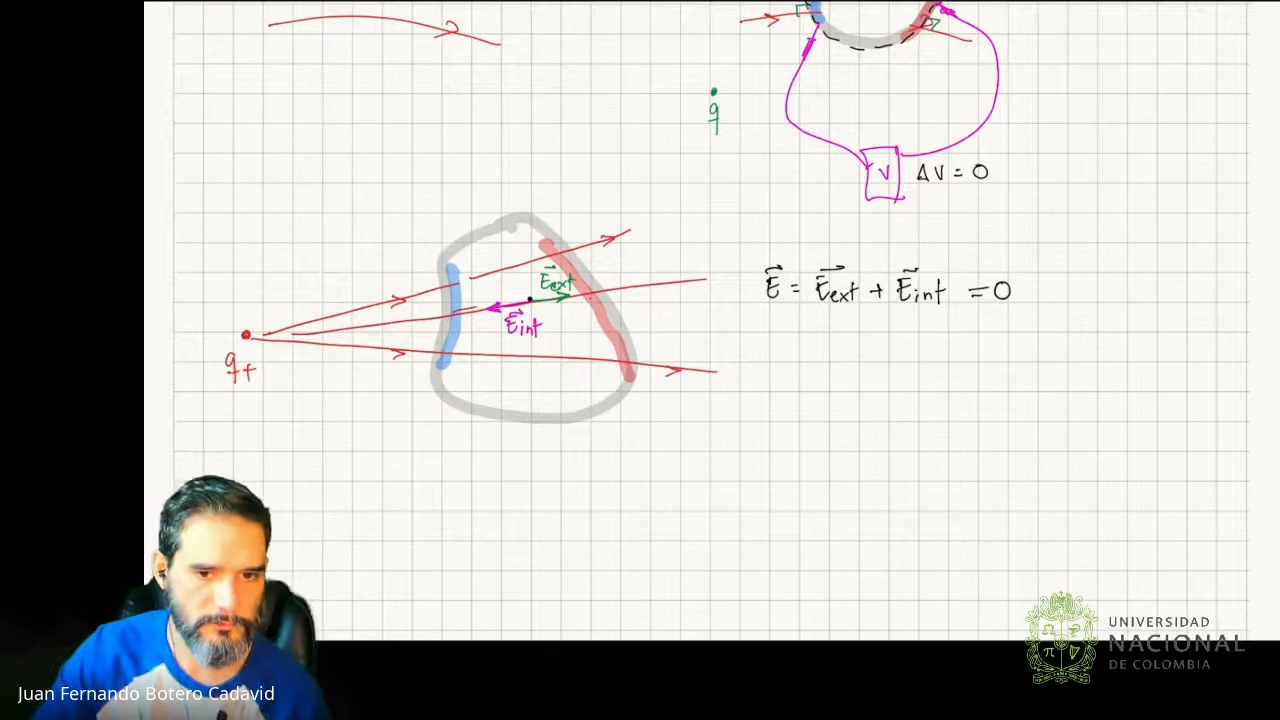 q
V ΔV = 0
E⃗ext
E⃗int
q+
E⃗ = E⃗ext + E⃗int = 0
UNIVERSIDAD
NACIONAL
DE COLOMBIA
Juan Fernando Botero Cadavid